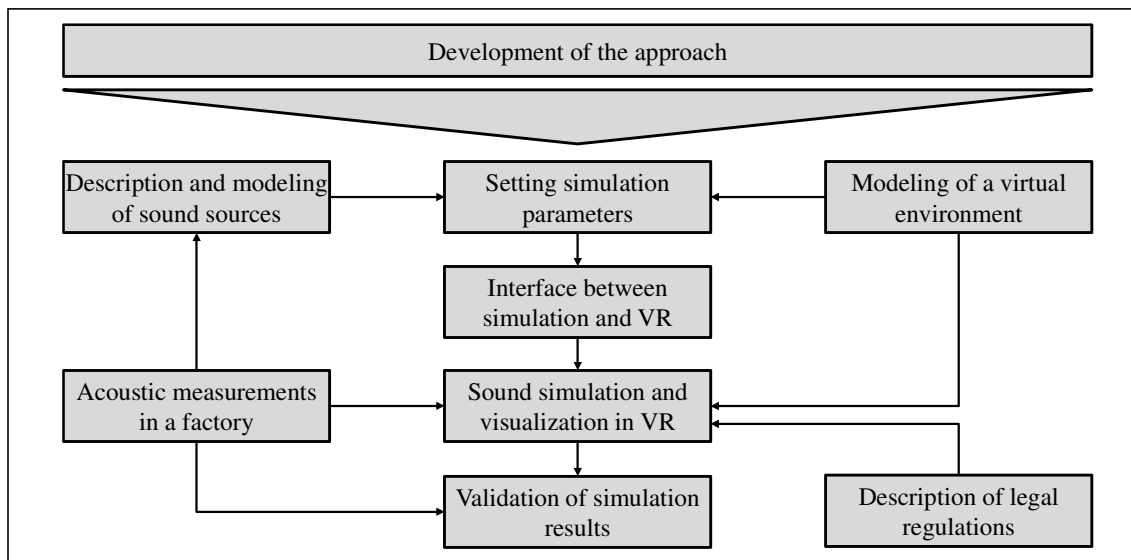 Development of the approach
Description and modeling
of sound sources
Setting simulation
parameters
Modeling of a virtual
environment
Interface between
simulation and VR
Acoustic measurements
in a factory
Sound simulation and
visualization in VR
Validation of simulation
results
Description of legal
regulations